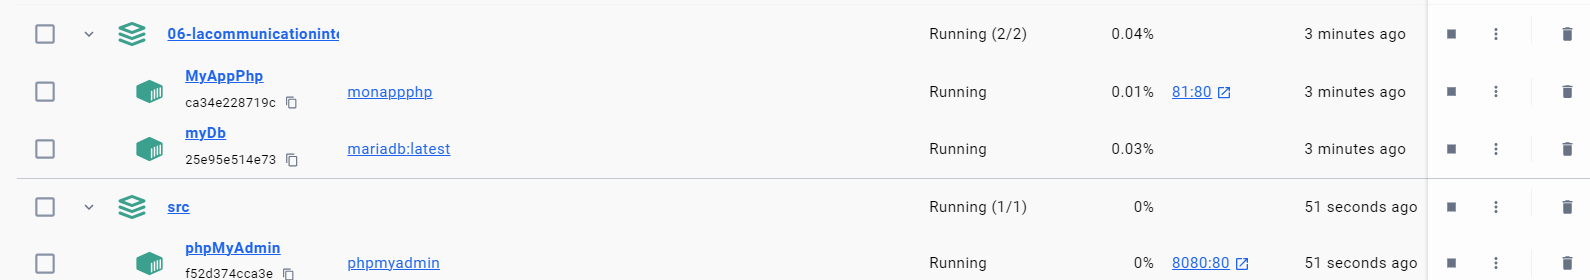 06-lacommunicationint
Running (2/2)
0.04%
3 minutes ago
MyAppPhp
ca34e228719c
monappphp
Running
0.01%
81:80
3 minutes ago
myDb
25e95e514e73
mariadb:latest
Running
0.03%
3 minutes ago
src
Running (1/1)
0%
51 seconds ago
phpMyAdmin
f52d374cca3e
phpmyadmin
Running
0%
8080:80
51 seconds ago